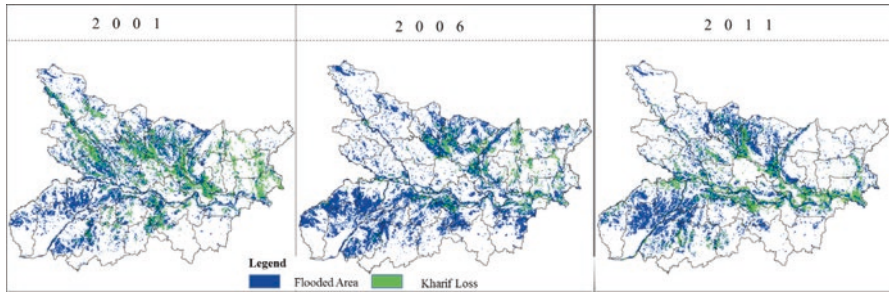 2 0 0 1
2 0 0 6
2 0 1 1
Legend
Flooded Area
Kharif Loss